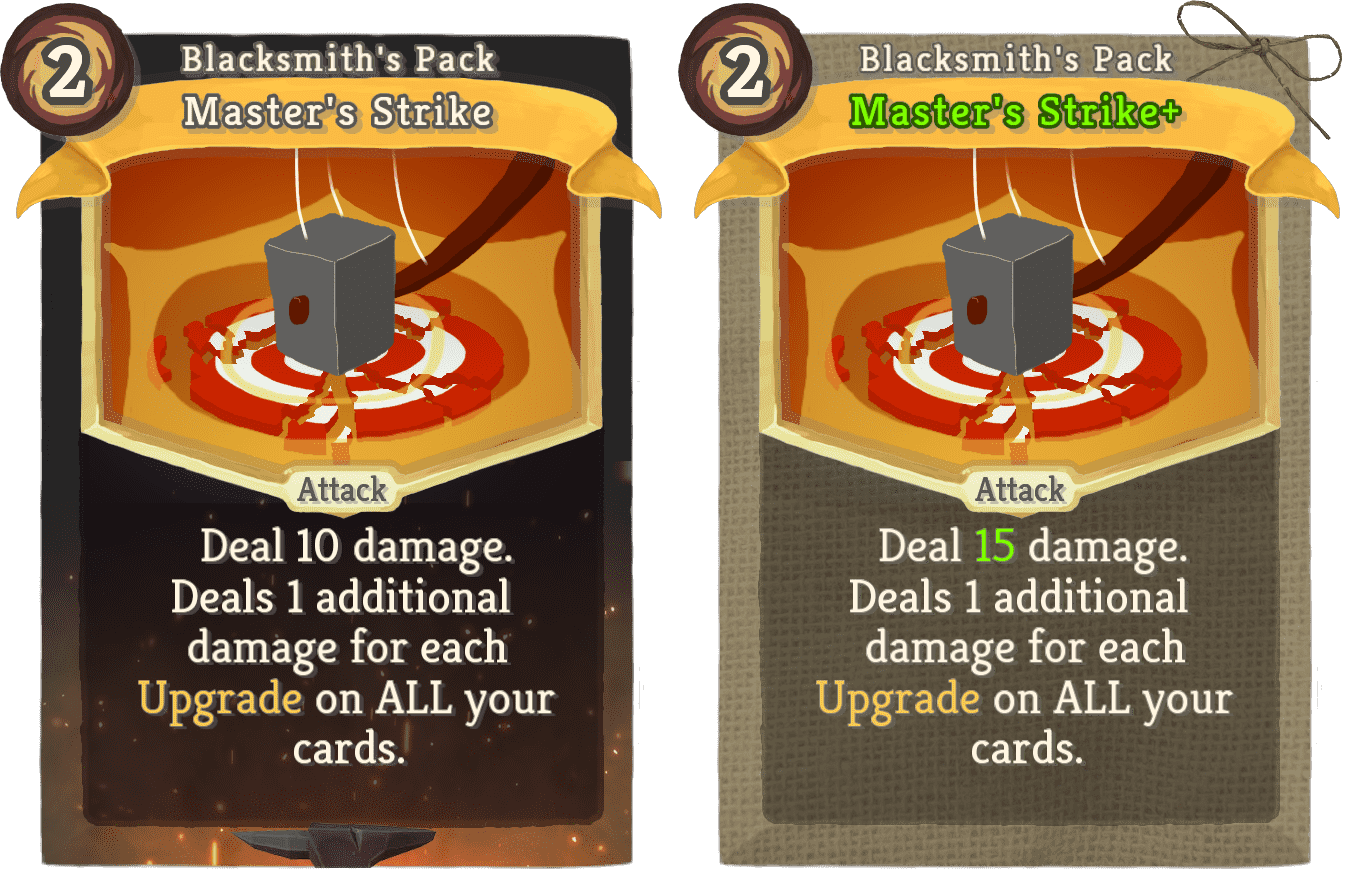 2
Blacksmith's Pack
Master's Strike
Attack
Deal 10 damage.
Deals 1 additional
damage for each
Upgrade on ALL your
cards.
2
Blacksmith's Pack
Master's Strike+
Attack
Deal 15 damage.
Deals 1 additional
damage for each
Upgrade on ALL your
cards.